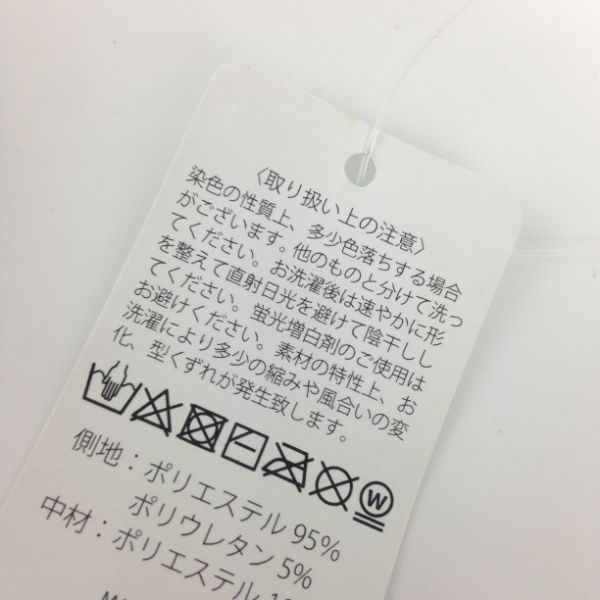 〈取り扱い上の注意〉
染色の性質上、多少色落ちする場合
がございます。他のものと分けて洗っ
てください。お洗濯後は速やかに形
を整えて直射日光を避けて陰干しし
てください。蛍光増白剤のご使用は
お避けください。素材の特性上、お
洗濯により多少の縮みや風合いの変
化、型くずれが発生致します。
W
側地：ポリエステル 95%
ポリウレタン 5%
中材：ポリエステル